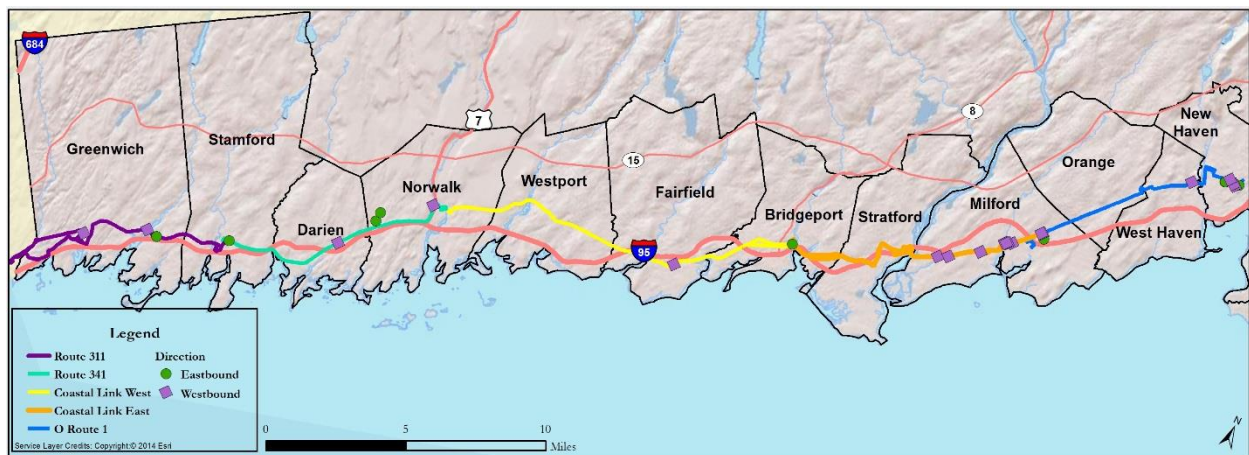 684
Greenwich
Stamford
Darien
Norwalk
7
Westport
15
Fairfield
95
Bridgeport
Stratford
8
Milford
Orange
New
Haven
West Haven
Legend
Route 311
Route 341
Coastal Link West
Coastal Link East
O Route 1
Direction
Eastbound
Westbound
Service Layer Credits: Copyright:© 2014 Esri
0
5
10
Miles
N